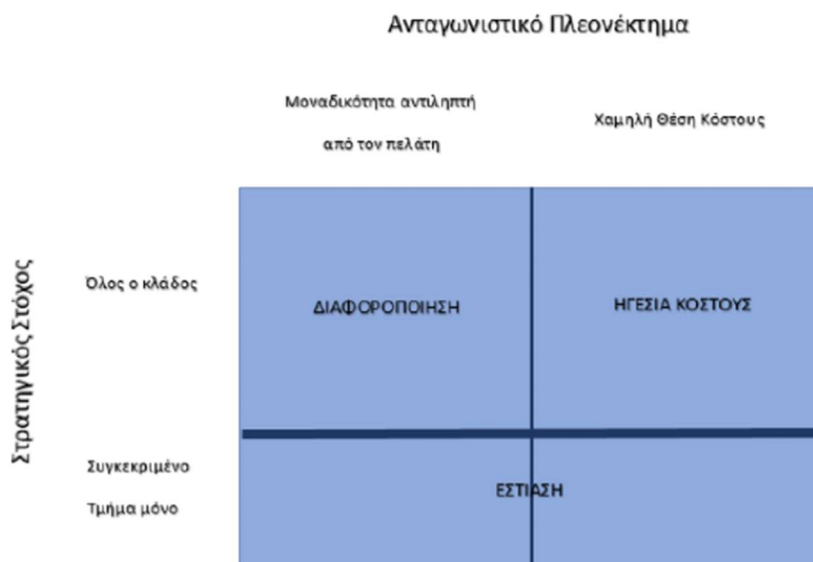 Ανταγωνιστικό Πλεονέκτημα
Μοναδικότητα αντιληπτή
από τον πελάτη
Χαμηλή Θέση Κόστους
Στρατηγικός Στόχος
Όλος ο κλάδος
ΔΙΑΦΟΡΟΠΟΙΗΣΗ
ΗΓΕΣΙΑ ΚΟΣΤΟΥΣ
Συγκεκριμένο
Τμήμα μόνο
ΕΣΤΙΑΣΗ